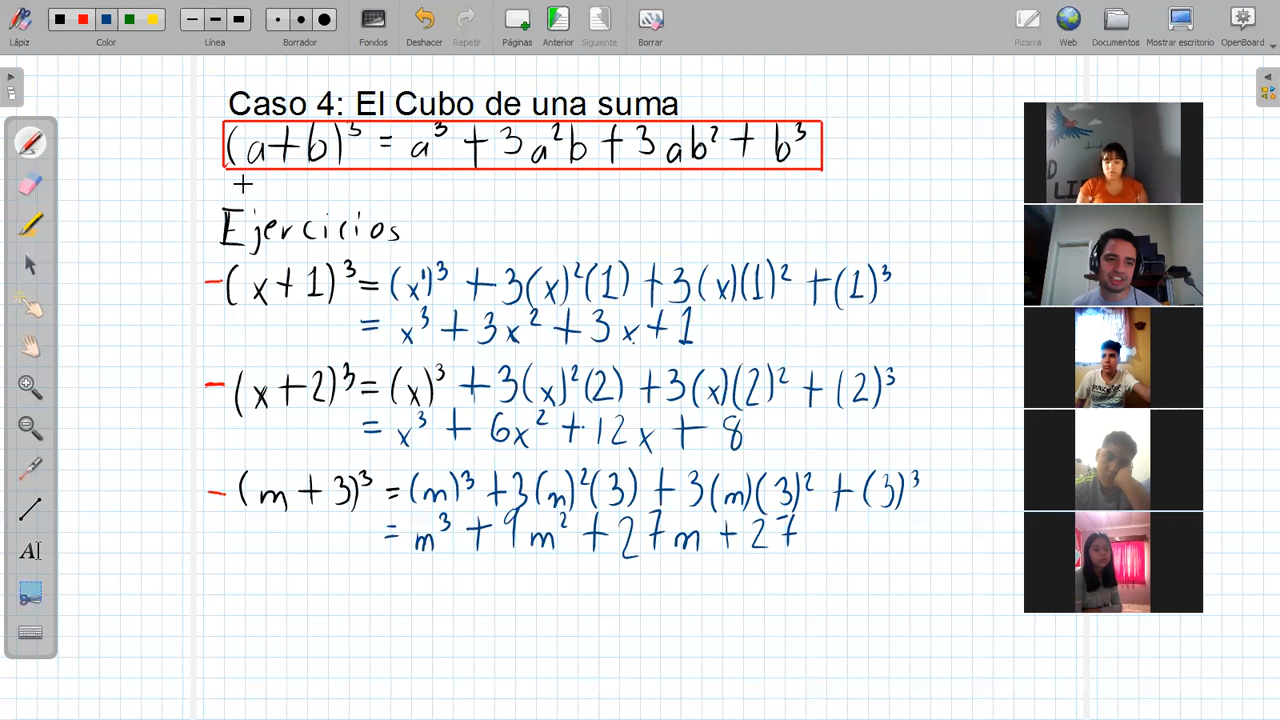 Lápiz Color Línea Borrador Fondos Deshacer Repetir Páginas Anterior Siguiente Borrar Pizarra Web Documentos Mostrar escritorio OpenBoard
Caso 4: El Cubo de una suma
(a+b)³ = a³ + 3a²b + 3ab² + b³
+
Ejercicios
-(x+1)³ = (x¹)³ + 3(x)²(1) + 3(x)(1)² + (1)³
= x³ + 3x² + 3x + 1
-(x+2)³ = (x)³ + 3(x)²(2) + 3(x)(2)² + (2)³
= x³ + 6x² + 12x + 8
-(m+3)³ = (m)³ + 3(m)²(3) + 3(m)(3)² + (3)³
= m³ + 9m² + 27m + 27